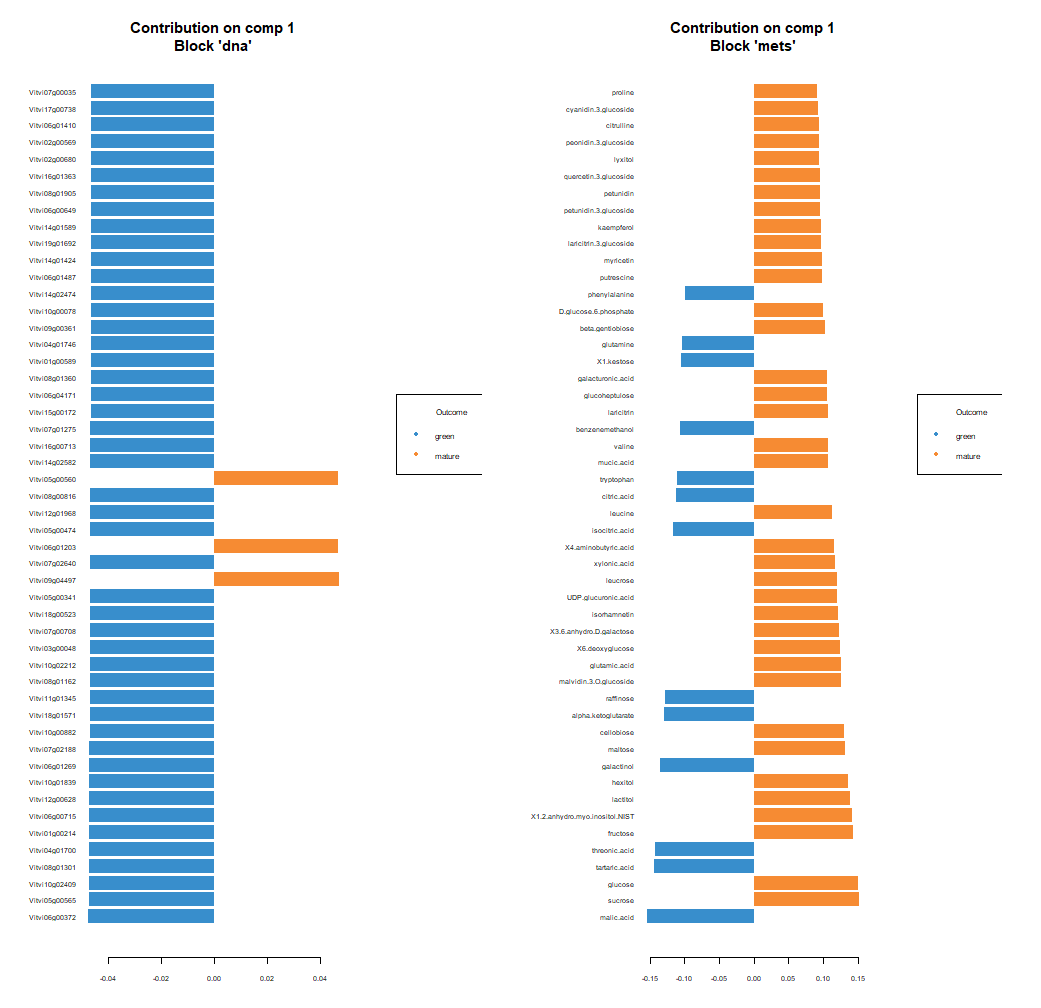 Contribution on comp 1
Block 'dna'
Vitvi07g00035
Vitvi17g00738
Vitvi06g01410
Vitvi02g00569
Vitvi02g00680
Vitvi16g01363
Vitvi08g01905
Vitvi06g00649
Vitvi14g01589
Vitvi19g01692
Vitvi14g01424
Vitvi06g01487
Vitvi14g02474
Vitvi10g00078
Vitvi09g00361
Vitvi04g01746
Vitvi01g00589
Vitvi08g01360
Vitvi06g04171
Vitvi15g00172
Vitvi07g01275
Vitvi16g00713
Vitvi14g02582
Vitvi05g00560
Vitvi08g00816
Vitvi12g01968
Vitvi05g00474
Vitvi06g01203
Vitvi07g02640
Vitvi09g04497
Vitvi05g00341
Vitvi18g00523
Vitvi07g00708
Vitvi03g00048
Vitvi10g02212
Vitvi08g01162
Vitvi11g01345
Vitvi18g01571
Vitvi10g00882
Vitvi07g02188
Vitvi06g01269
Vitvi10g01839
Vitvi12g00628
Vitvi06g00715
Vitvi01g00214
Vitvi04g01700
Vitvi08g01301
Vitvi10g02409
Vitvi05g00565
Vitvi06g00372
-0.04 -0.02 0.00 0.02 0.04
Outcome
green
mature
Contribution on comp 1
Block 'mets'
proline
cyanidin.3.glucoside
citrulline
peonidin.3.glucoside
lyxitol
quercetin.3.glucoside
petunidin
petunidin.3.glucoside
kaempferol
laricitrin.3.glucoside
myricetin
putrescine
phenylalanine
D.glucose.6.phosphate
beta.gentiobiose
glutamine
X1.kestose
galacturonic.acid
glucoheptulose
laricitrin
benzenemethanol
valine
mucic.acid
tryptophan
citric.acid
leucine
isocitric.acid
X4.aminobutyric.acid
xylonic.acid
leucrose
UDP.glucuronic.acid
isorhamnetin
X3.6.anhydro.D.galactose
X6.deoxyglucose
glutamic.acid
malvidin.3.O.glucoside
raffinose
alpha.ketoglutarate
cellobiose
maltose
galactinol
hexitol
lactitol
X1.2.anhydro.myo.inositol.NIST
fructose
threonic.acid
tartaric.acid
glucose
sucrose
malic.acid
-0.15 -0.10 -0.05 0.00 0.05 0.10 0.15
Outcome
green
mature